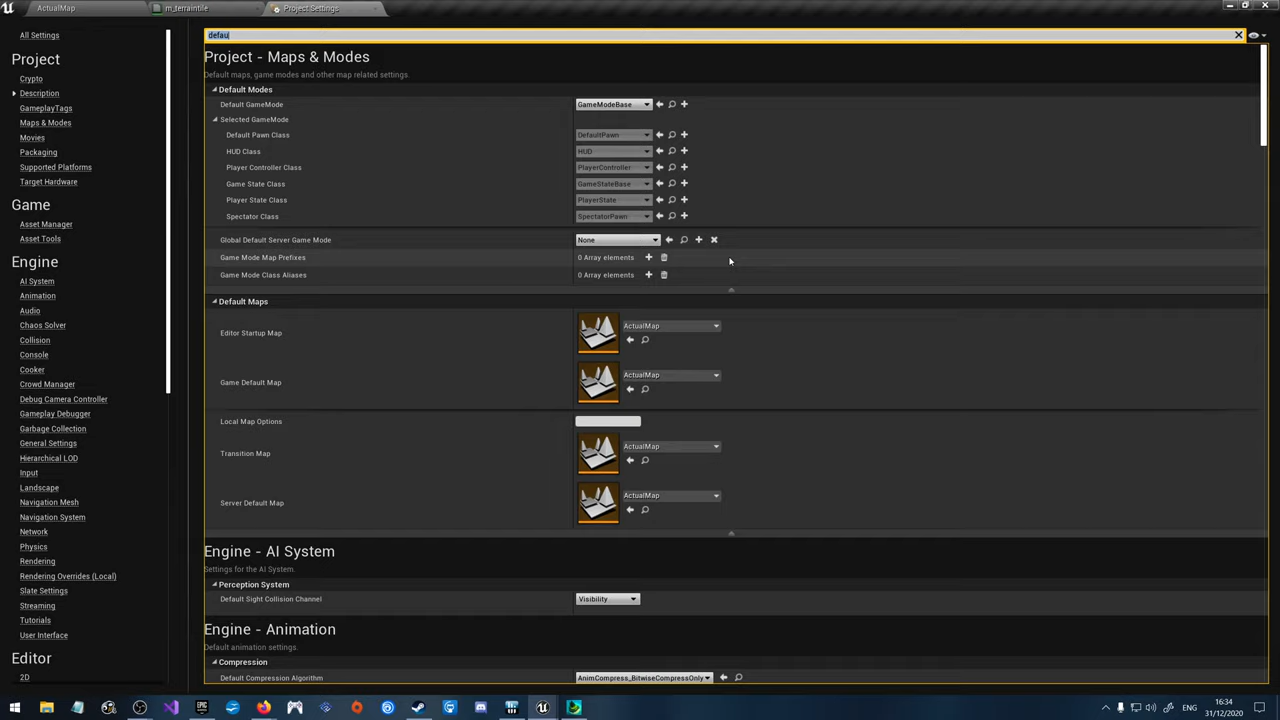 ActualMap
m_terraintile
Project Settings
All Settings
Project
Crypto
Description
GameplayTags
Maps & Modes
Movies
Packaging
Supported Platforms
Target Hardware
Game
Asset Manager
Asset Tools
Engine
AI System
Animation
Audio
Chaos Solver
Collision
Console
Cooker
Crowd Manager
Debug Camera Controller
Gameplay Debugger
Garbage Collection
General Settings
Hierarchical LOD
Input
Landscape
Navigation Mesh
Navigation System
Network
Physics
Rendering
Rendering Overrides (Local)
Slate Settings
Streaming
Tutorials
User Interface
Editor
2D
defau
Project - Maps & Modes
Default maps, game modes and other map related settings.
Default Modes
Default GameMode GameModeBase
Selected GameMode
Default Pawn Class DefaultPawn
HUD Class HUD
Player Controller Class PlayerController
Game State Class GameStateBase
Player State Class PlayerState
Spectator Class SpectatorPawn
Global Default Server Game Mode None
Game Mode Map Prefixes 0 Array elements
Game Mode Class Aliases 0 Array elements
Default Maps
Editor Startup Map ActualMap
Game Default Map ActualMap
Local Map Options
Transition Map ActualMap
Server Default Map ActualMap
Engine - AI System
Settings for the AI System.
Perception System
Default Sight Collision Channel Visibility
Engine - Animation
Default animation settings.
Compression
Default Compression Algorithm AnimCompress_BitwiseCompressOnly
16:34
31/12/2020